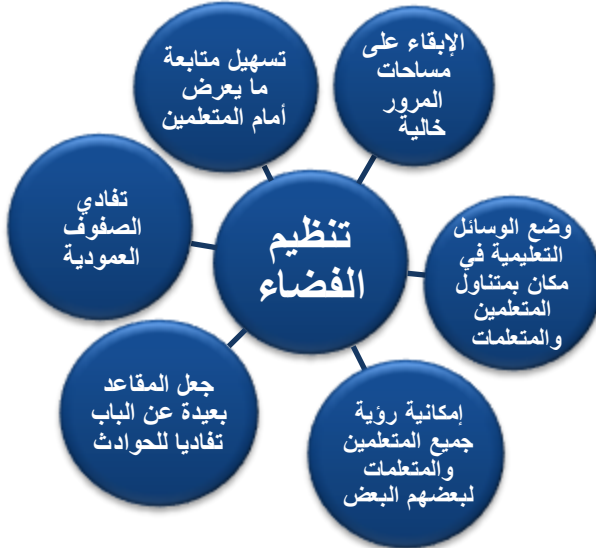 تنظيم
الفضاء
الإبقاء على
مساحات
المرور
خالية
وضع الوسائل
التعليمية في
مكان بمتناول
المتعلمين
والمتعلمات
إمكانية رؤية
جميع المتعلمين
والمتعلمات
لبعضهم البعض
جعل المقاعد
بعيدة عن الباب
تفاديا للحوادث
تفادي
الصفوف
العمودية
تسهيل متابعة
ما يعرض
أمام المتعلمين